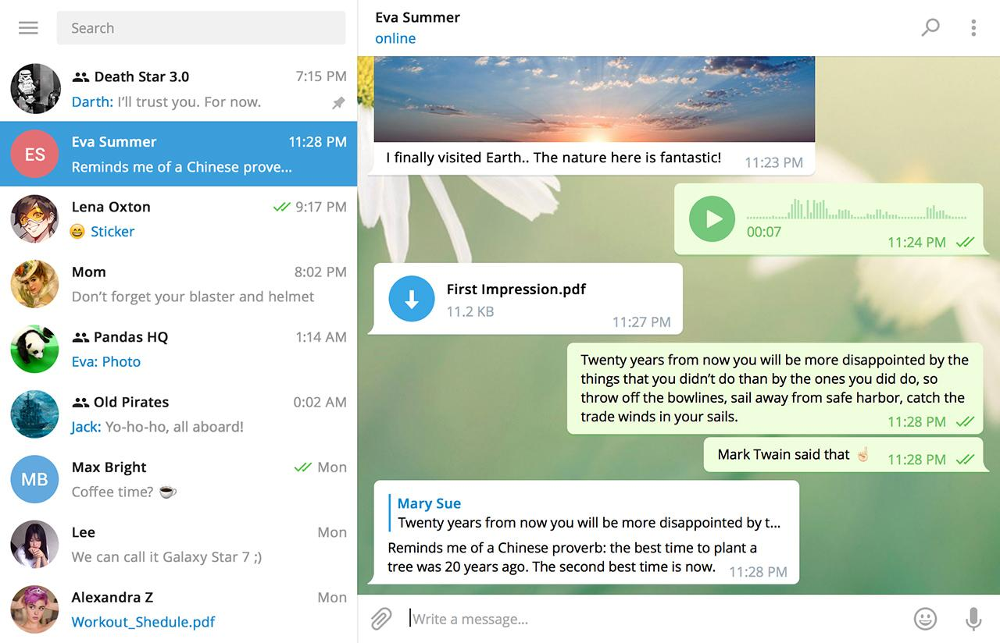 Search
Death Star 3.0
7:15 PM
Darth: I'll trust you. For now.
ES
Eva Summer
11:28 PM
Reminds me of a Chinese prove...
Lena Oxton
9:17 PM
😄 Sticker
Mom
8:02 PM
Don't forget your blaster and helmet
Pandas HQ
1:14 AM
Eva: Photo
Old Pirates
0:02 AM
Jack: Yo-ho-ho, all aboard!
MB
Max Bright
Mon
Coffee time? ☕
Lee
Mon
We can call it Galaxy Star 7 ;)
Alexandra Z
Mon
Workout_Shedule.pdf
Eva Summer
online
I finally visited Earth.. The nature here is fantastic!
11:23 PM
00:07
11:24 PM
First Impression.pdf
11.2 KB
11:27 PM
Twenty years from now you will be more disappointed by the
things that you didn't do than by the ones you did do, so
throw off the bowlines, sail away from safe harbor, catch the
trade winds in your sails.
11:28 PM
Mark Twain said that ☝🏻
11:28 PM
Mary Sue
Twenty years from now you will be more disappointed by t...
Reminds me of a Chinese proverb: the best time to plant a
tree was 20 years ago. The second best time is now.
11:28 PM
Write a message...